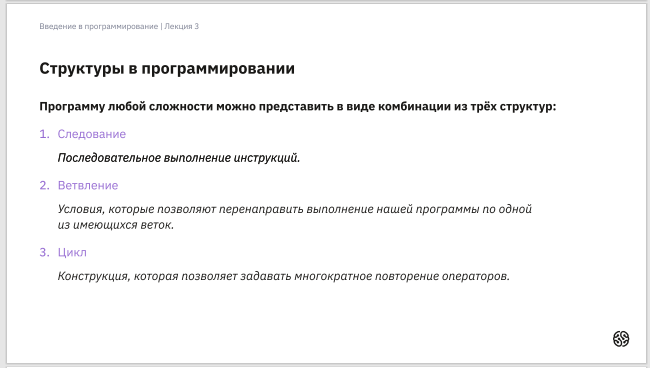 Введение в программирование | Лекция 3
Структуры в программировании
Программу любой сложности можно представить в виде комбинации из трёх структур:
1. Следование
Последовательное выполнение инструкций.
2. Ветвление
Условия, которые позволяют перенаправить выполнение нашей программы по одной
из имеющихся веток.
3. Цикл
Конструкция, которая позволяет задавать многократное повторение операторов.